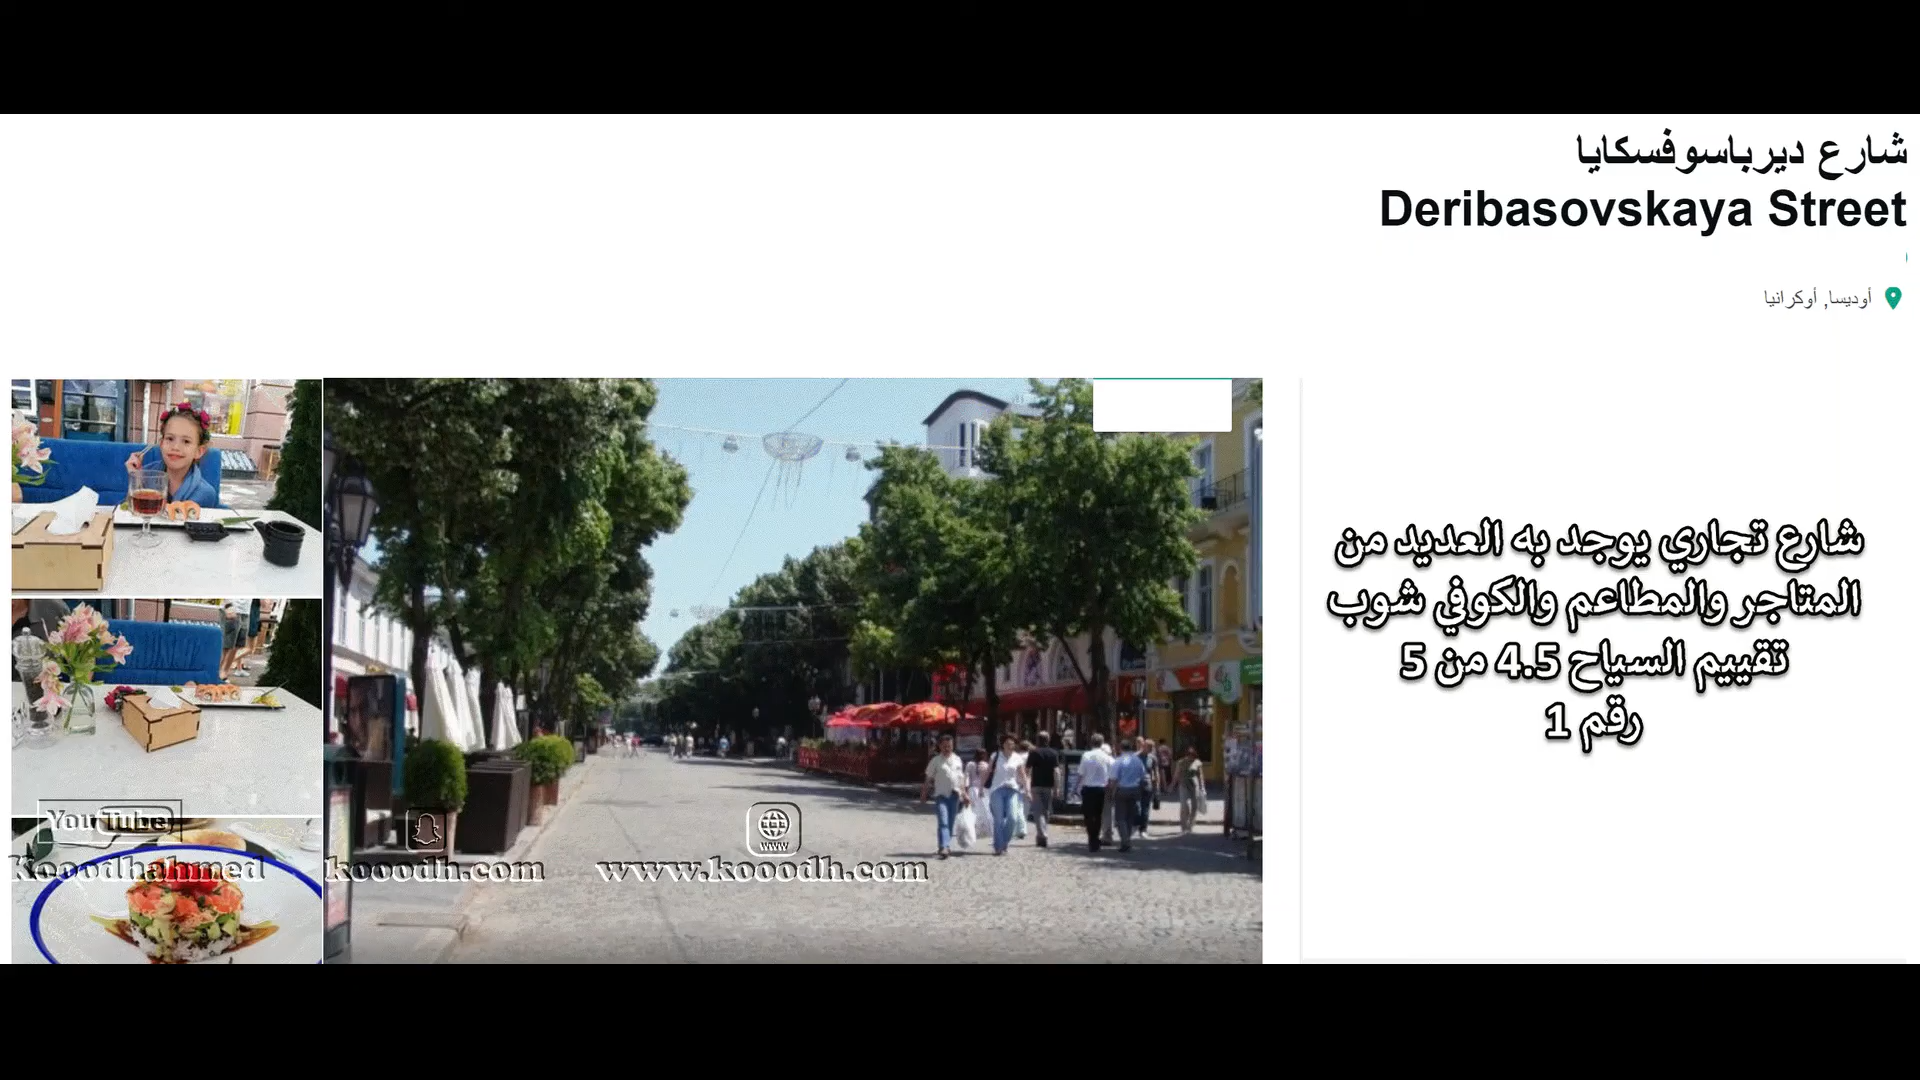 شارع ديرباسوفسكايا
Deribasovskaya Street
أوديسا, أوكرانيا
شارع تجاري يوجد به العديد من
المتاجر والمطاعم والكوفي شوب
تقييم السياح 4.5 من 5
رقم 1
YouTube
Kooodhahmed
kooodh.com
www
www.kooodh.com